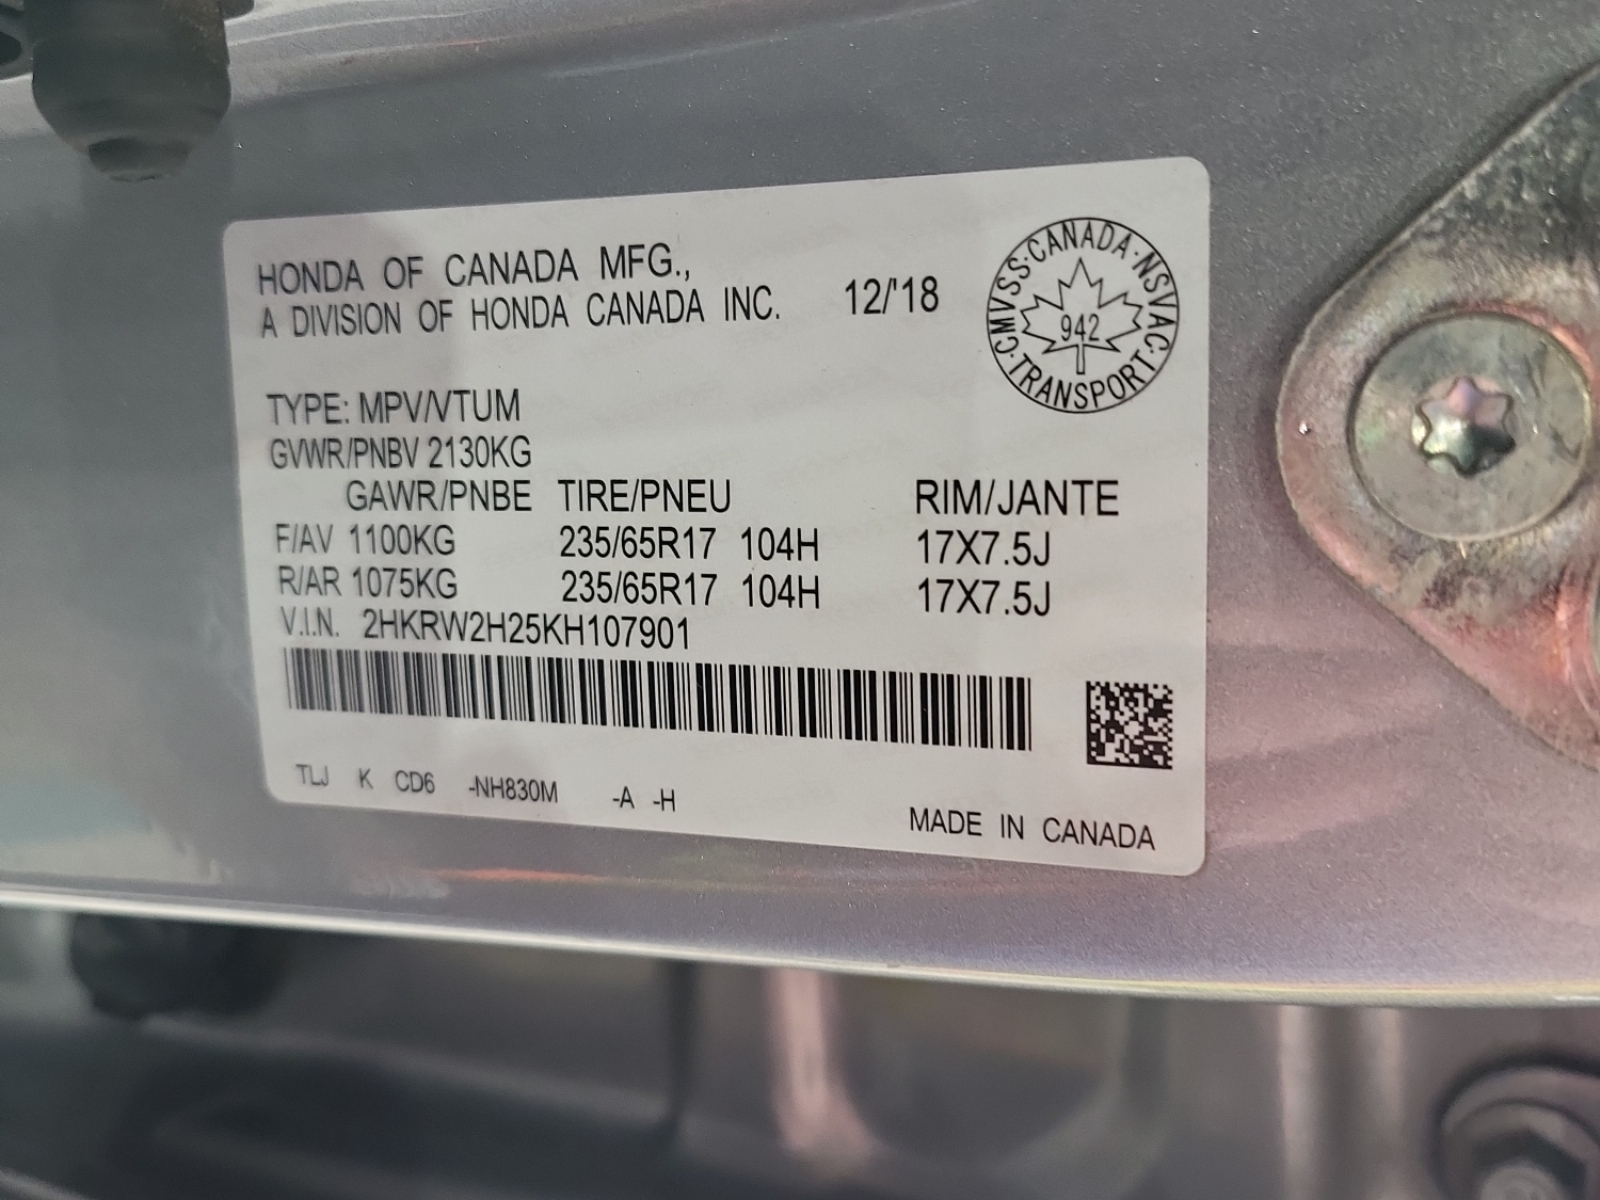 HONDA OF CANADA MFG.,
A DIVISION OF HONDA CANADA INC.
12/'18
CMVSS·CANADA·NSVAC·TRANSPORT·
942
TYPE: MPV/VTUM
GVWR/PNBV 2130KG
GAWR/PNBE TIRE/PNEU RIM/JANTE
F/AV 1100KG 235/65R17 104H 17X7.5J
R/AR 1075KG 235/65R17 104H 17X7.5J
V.I.N. 2HKRW2H25KH107901
TLJ K CD6 -NH830M -A -H
MADE IN CANADA